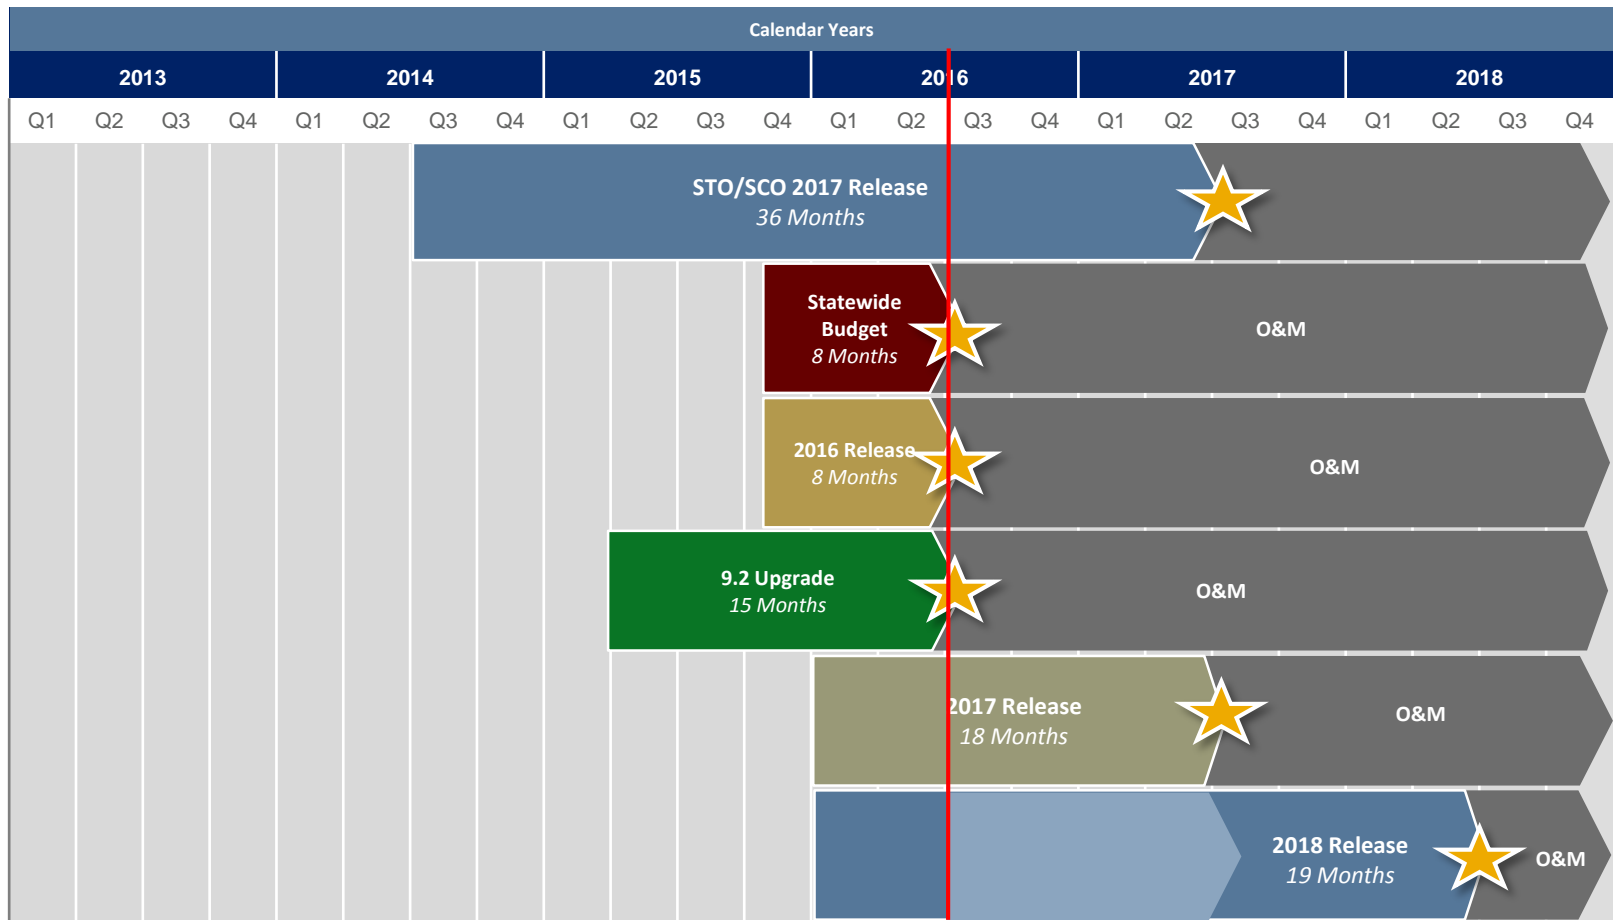 Calendar Years
2013 2014 2015 2016 2017 2018
Q1 Q2 Q3 Q4 Q1 Q2 Q3 Q4 Q1 Q2 Q3 Q4 Q1 Q2 Q3 Q4 Q1 Q2 Q3 Q4 Q1 Q2 Q3 Q4
STO/SCO 2017 Release
36 Months
Statewide
Budget
8 Months
O&M
2016 Release
8 Months
O&M
9.2 Upgrade
15 Months
O&M
2017 Release
18 Months
O&M
2018 Release
19 Months
O&M